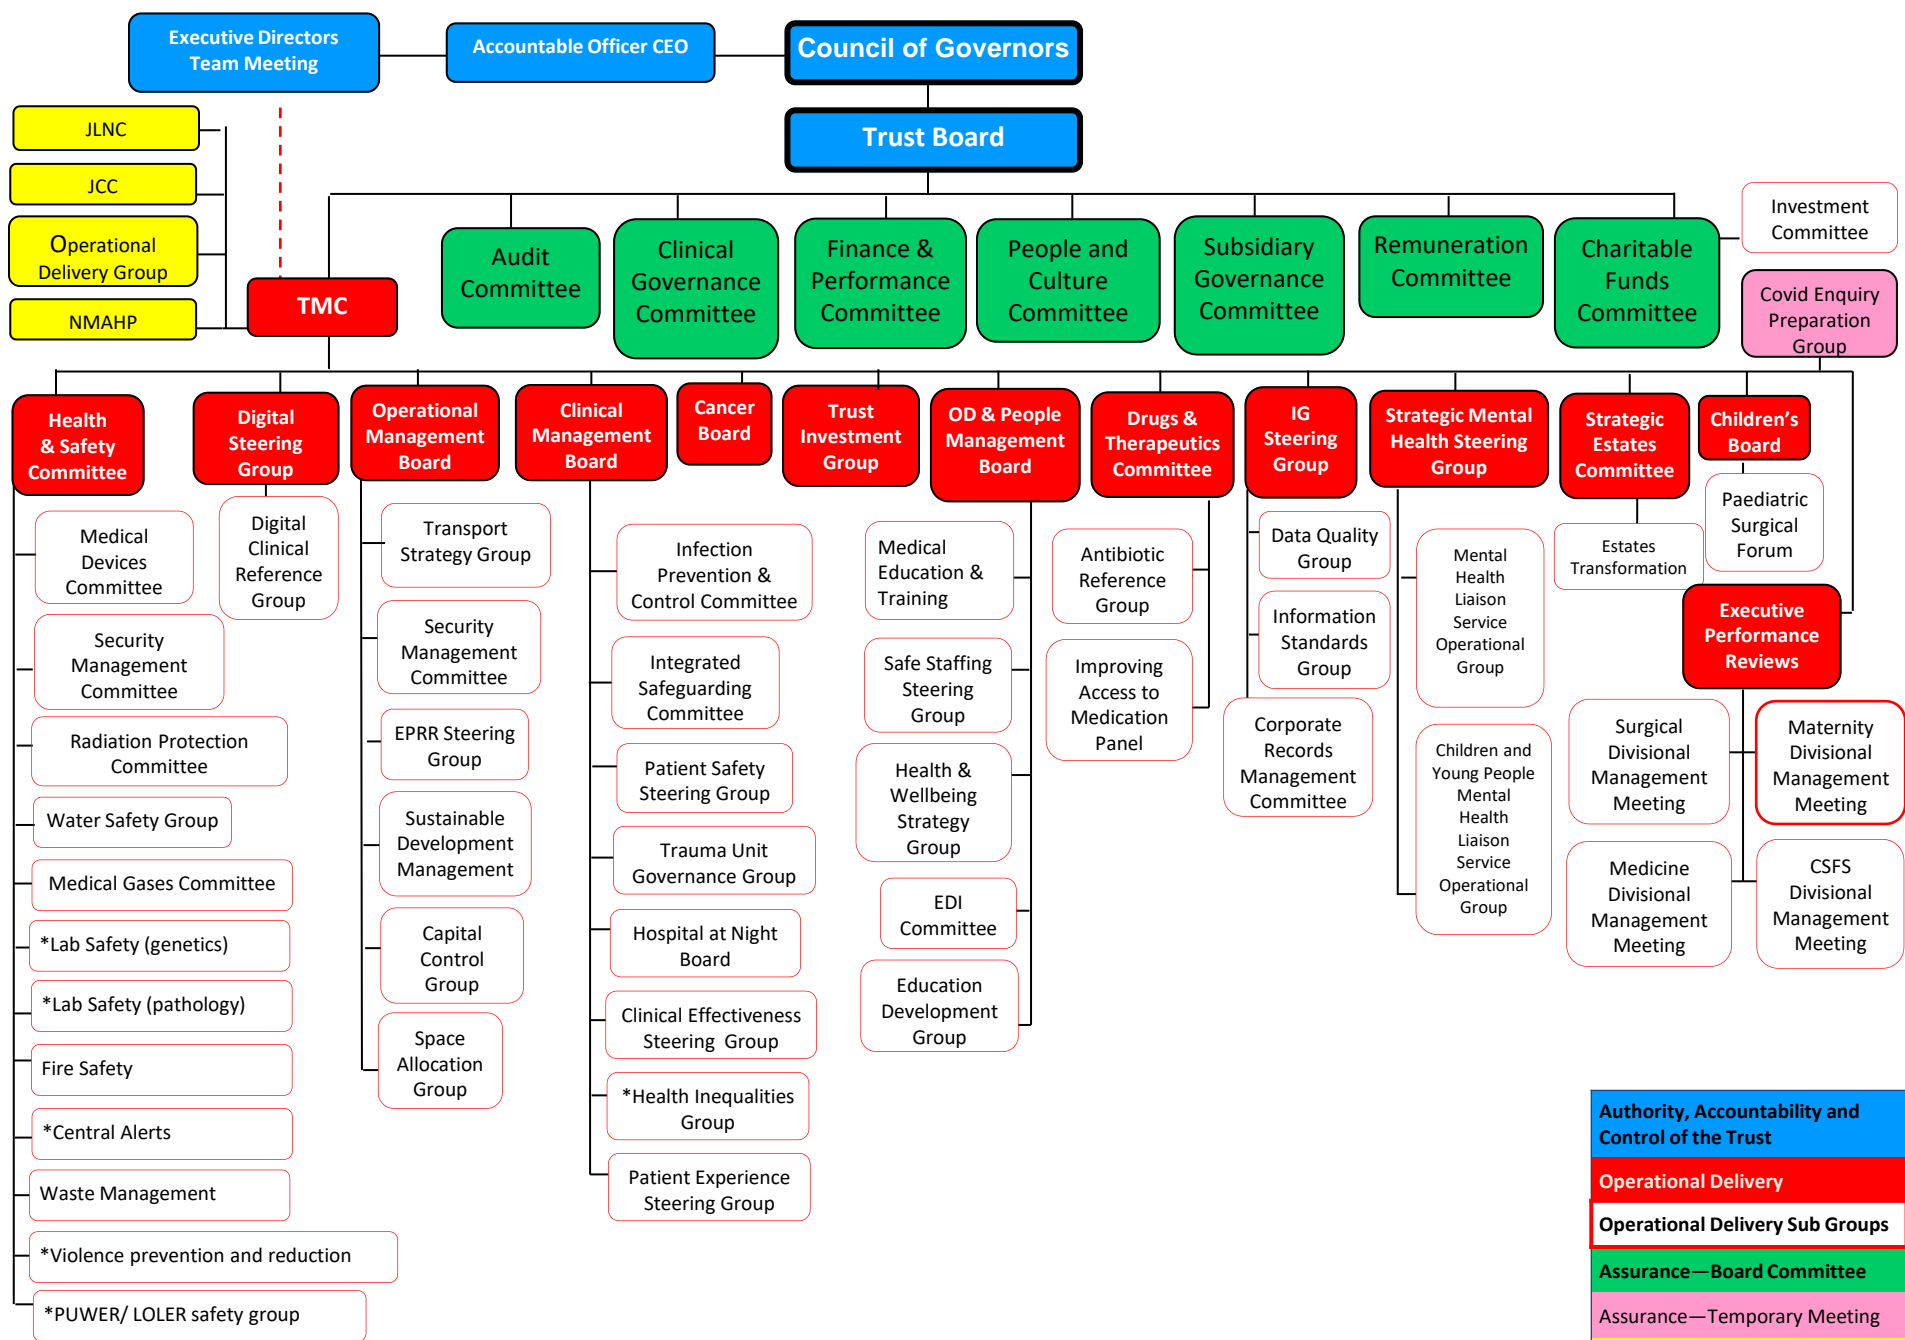 Executive Directors
Team Meeting
Accountable Officer CEO
Council of Governors
Trust Board
JLNC
JCC
Operational
Delivery Group
NMAHP
TMC
Audit
Committee
Clinical
Governance
Committee
Finance &
Performance
Committee
People and
Culture
Committee
Subsidiary
Governance
Committee
Remuneration
Committee
Charitable
Funds
Committee
Investment
Committee
Covid Enquiry
Preparation
Group
Health
& Safety
Committee
Digital
Steering
Group
Operational
Management
Board
Clinical
Management
Board
Cancer
Board
Trust
Investment
Group
OD & People
Management
Board
Drugs &
Therapeutics
Committee
IG
Steering
Group
Strategic Mental
Health Steering
Group
Strategic
Estates
Committee
Children’s
Board
Medical
Devices
Committee
Security
Management
Committee
Radiation Protection
Committee
Water Safety Group
Medical Gases Committee
*Lab Safety (genetics)
*Lab Safety (pathology)
Fire Safety
*Central Alerts
Waste Management
*Violence prevention and reduction
*PUWER/ LOLER safety group
Digital
Clinical
Reference
Group
Transport
Strategy Group
Security
Management
Committee
EPRR Steering
Group
Sustainable
Development
Management
Capital
Control
Group
Space
Allocation
Group
Infection
Prevention &
Control Committee
Integrated
Safeguarding
Committee
Patient Safety
Steering Group
Trauma Unit
Governance Group
Hospital at Night
Board
Clinical Effectiveness
Steering Group
*Health Inequalities
Group
Patient Experience
Steering Group
Medical
Education &
Training
Safe Staffing
Steering
Group
Health &
Wellbeing
Strategy
Group
EDI
Committee
Education
Development
Group
Antibiotic
Reference
Group
Improving
Access to
Medication
Panel
Data Quality
Group
Information
Standards
Group
Corporate
Records
Management
Committee
Mental
Health
Liaison
Service
Operational
Group
Children and
Young People
Mental
Health
Liaison
Service
Operational
Group
Estates
Transformation
Paediatric
Surgical
Forum
Executive
Performance
Reviews
Surgical
Divisional
Management
Meeting
Maternity
Divisional
Management
Meeting
Medicine
Divisional
Management
Meeting
CSFS
Divisional
Management
Meeting
Authority, Accountability and
Control of the Trust
Operational Delivery
Operational Delivery Sub Groups
Assurance—Board Committee
Assurance—Temporary Meeting